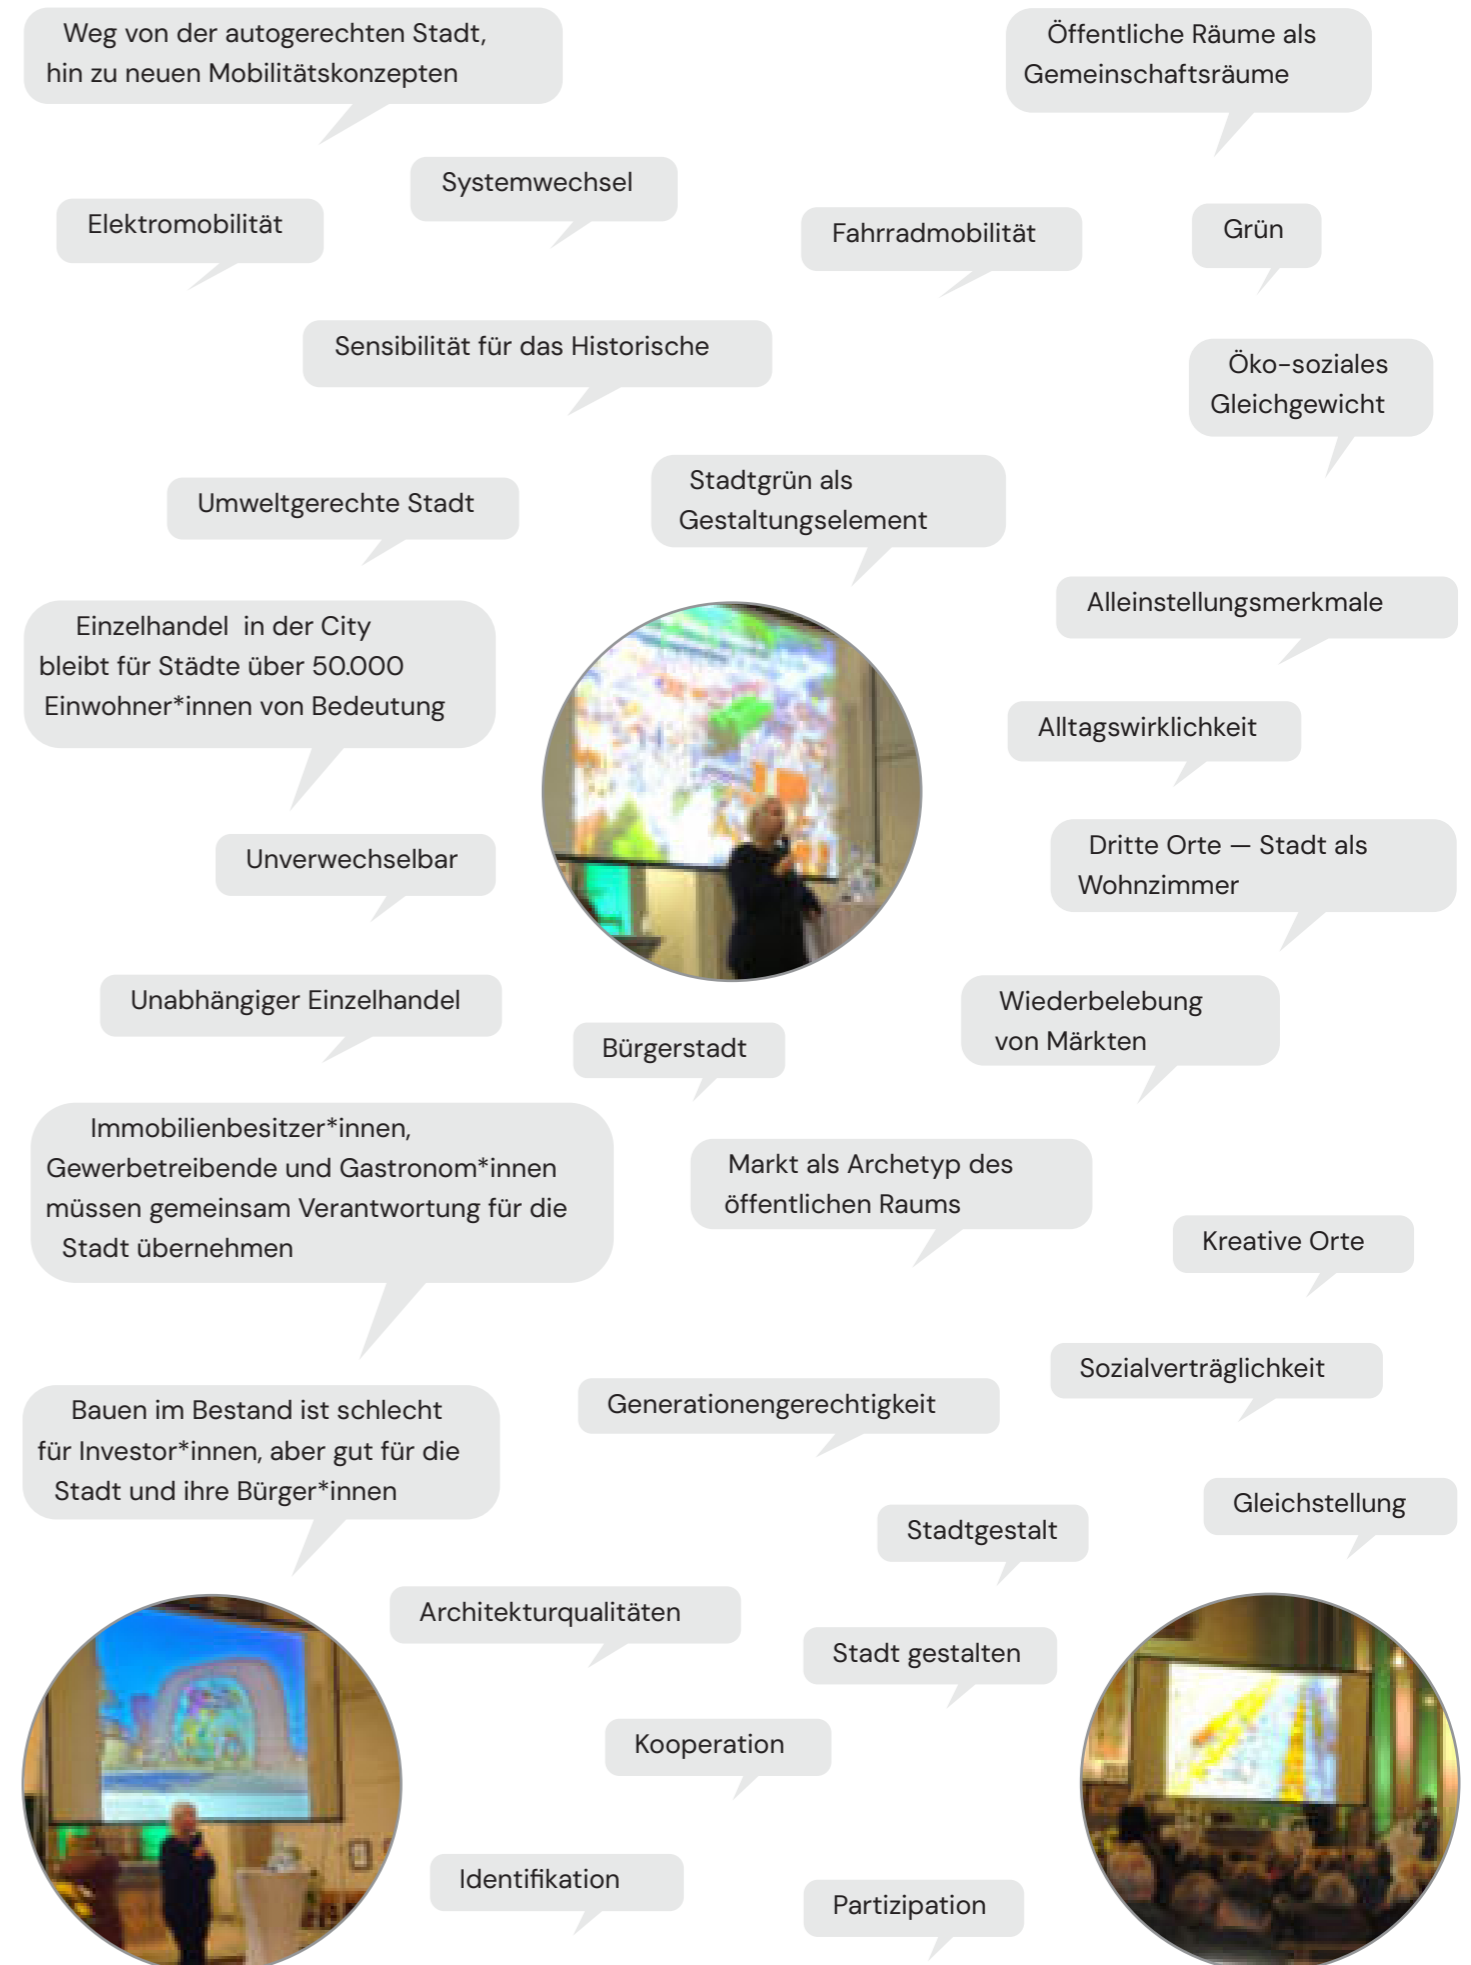 Weg von der autogerechten Stadt,
hin zu neuen Mobilitätskonzepten
Öffentliche Räume als
Gemeinschaftsräume
Systemwechsel
Elektromobilität
Fahrradmobilität
Grün
Sensibilität für das Historische
Öko-soziales
Gleichgewicht
Umweltgerechte Stadt
Stadtgrün als
Gestaltungselement
Alleinstellungsmerkmale
Einzelhandel in der City
bleibt für Städte über 50.000
Einwohner*innen von Bedeutung
Alltagswirklichkeit
Unverwechselbar
Dritte Orte – Stadt als
Wohnzimmer
Unabhängiger Einzelhandel
Wiederbelebung
von Märkten
Bürgerstadt
Immobilienbesitzer*innen,
Gewerbetreibende und Gastronom*innen
müssen gemeinsam Verantwortung für die
Stadt übernehmen
Markt als Archetyp des
öffentlichen Raums
Kreative Orte
Sozialverträglichkeit
Generationengerechtigkeit
Bauen im Bestand ist schlecht
für Investor*innen, aber gut für die
Stadt und ihre Bürger*innen
Gleichstellung
Stadtgestalt
Architekturqualitäten
Stadt gestalten
Kooperation
Identifikation
Partizipation